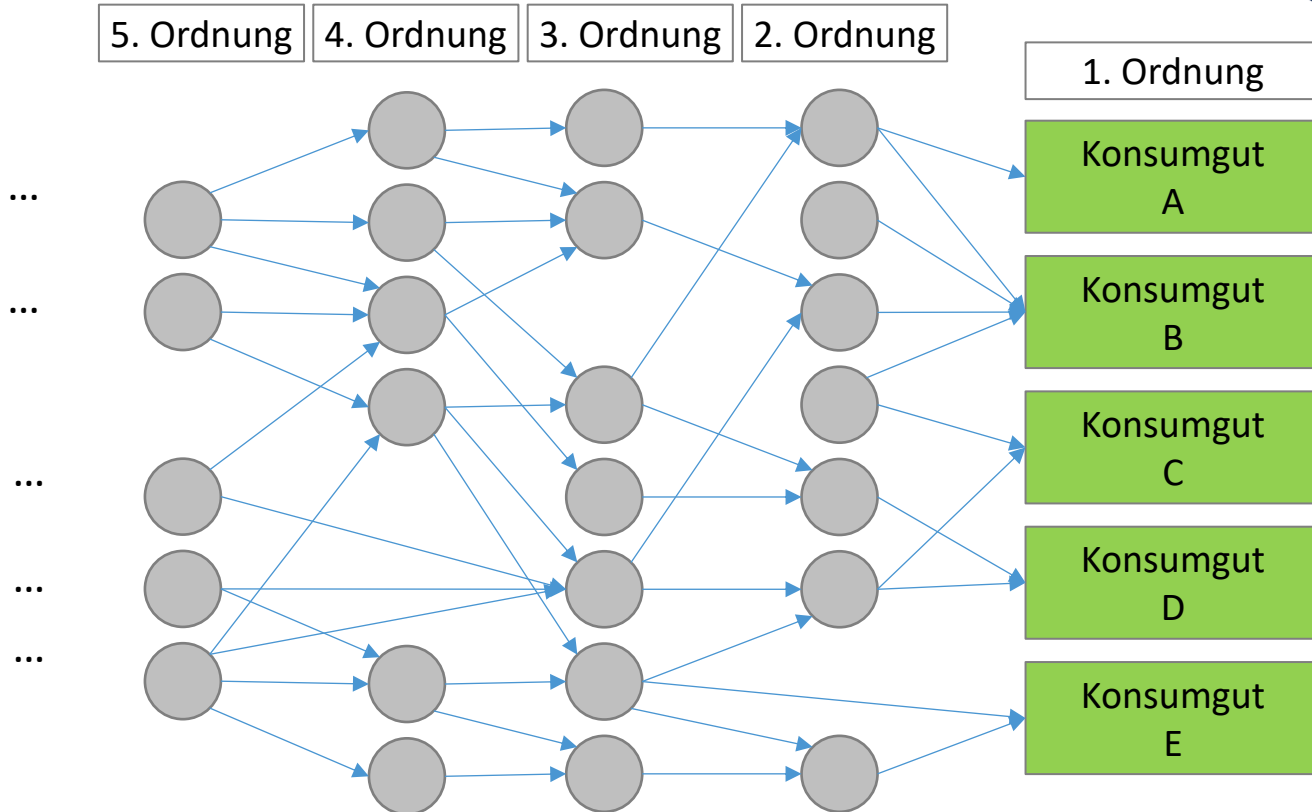 5. Ordnung
4. Ordnung
3. Ordnung
2. Ordnung
1. Ordnung
Konsumgut
A
...
Konsumgut
B
...
Konsumgut
C
...
Konsumgut
D
...
...
Konsumgut
E